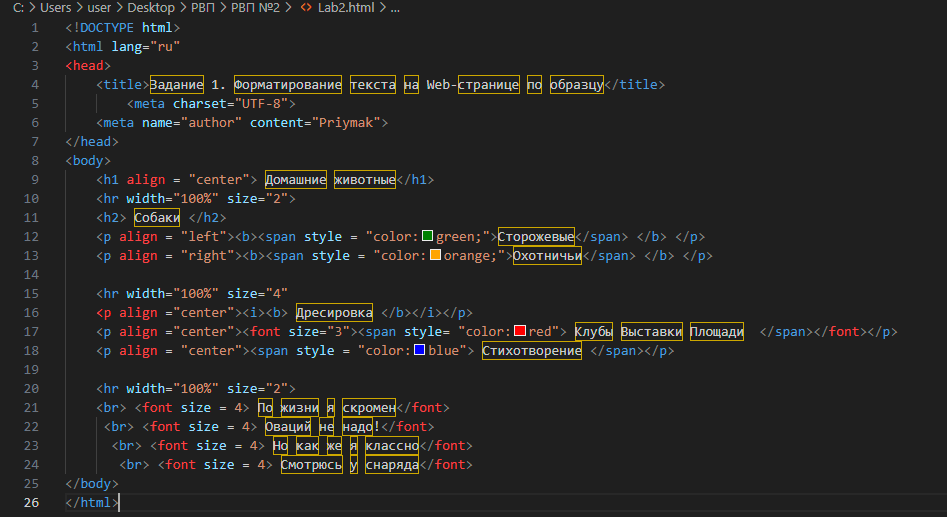 C: > Users > user > Desktop > РВП > РВП №2 > <> Lab2.html > ...
1 <!DOCTYPE html>
2 <html lang="ru"
3 <head>
4 <title>Задание 1. Форматирование текста на Web-странице по образцу</title>
5 <meta charset="UTF-8">
6 <meta name="author" content="Priymak">
7 </head>
8 <body>
9 <h1 align = "center"> Домашние животные</h1>
10 <hr width="100%" size="2">
11 <h2> Собаки </h2>
12 <p align = "left"><b><span style = "color:green;">Сторожевые</span> </b> </p>
13 <p align = "right"><b><span style = "color:orange;">Охотничьи</span> </b> </p>
14
15 <hr width="100%" size="4"
16 <p align ="center"><i><b> Дресировка </b></i></p>
17 <p align ="center"><font size="3"><span style= "color:red"> Клубы Выставки Площади  </span></font></p>
18 <p align = "center"><span style = "color:blue"> Стихотворение </span></p>
19
20 <hr width="100%" size="2">
21 <br> <font size = 4> По жизни я скромен</font>
22 <br> <font size = 4> Оваций не надо!</font>
23 <br> <font size = 4> Но как же я классно</font>
24 <br> <font size = 4> Смотрюсь у снаряда</font>
25 </body>
26 </html>